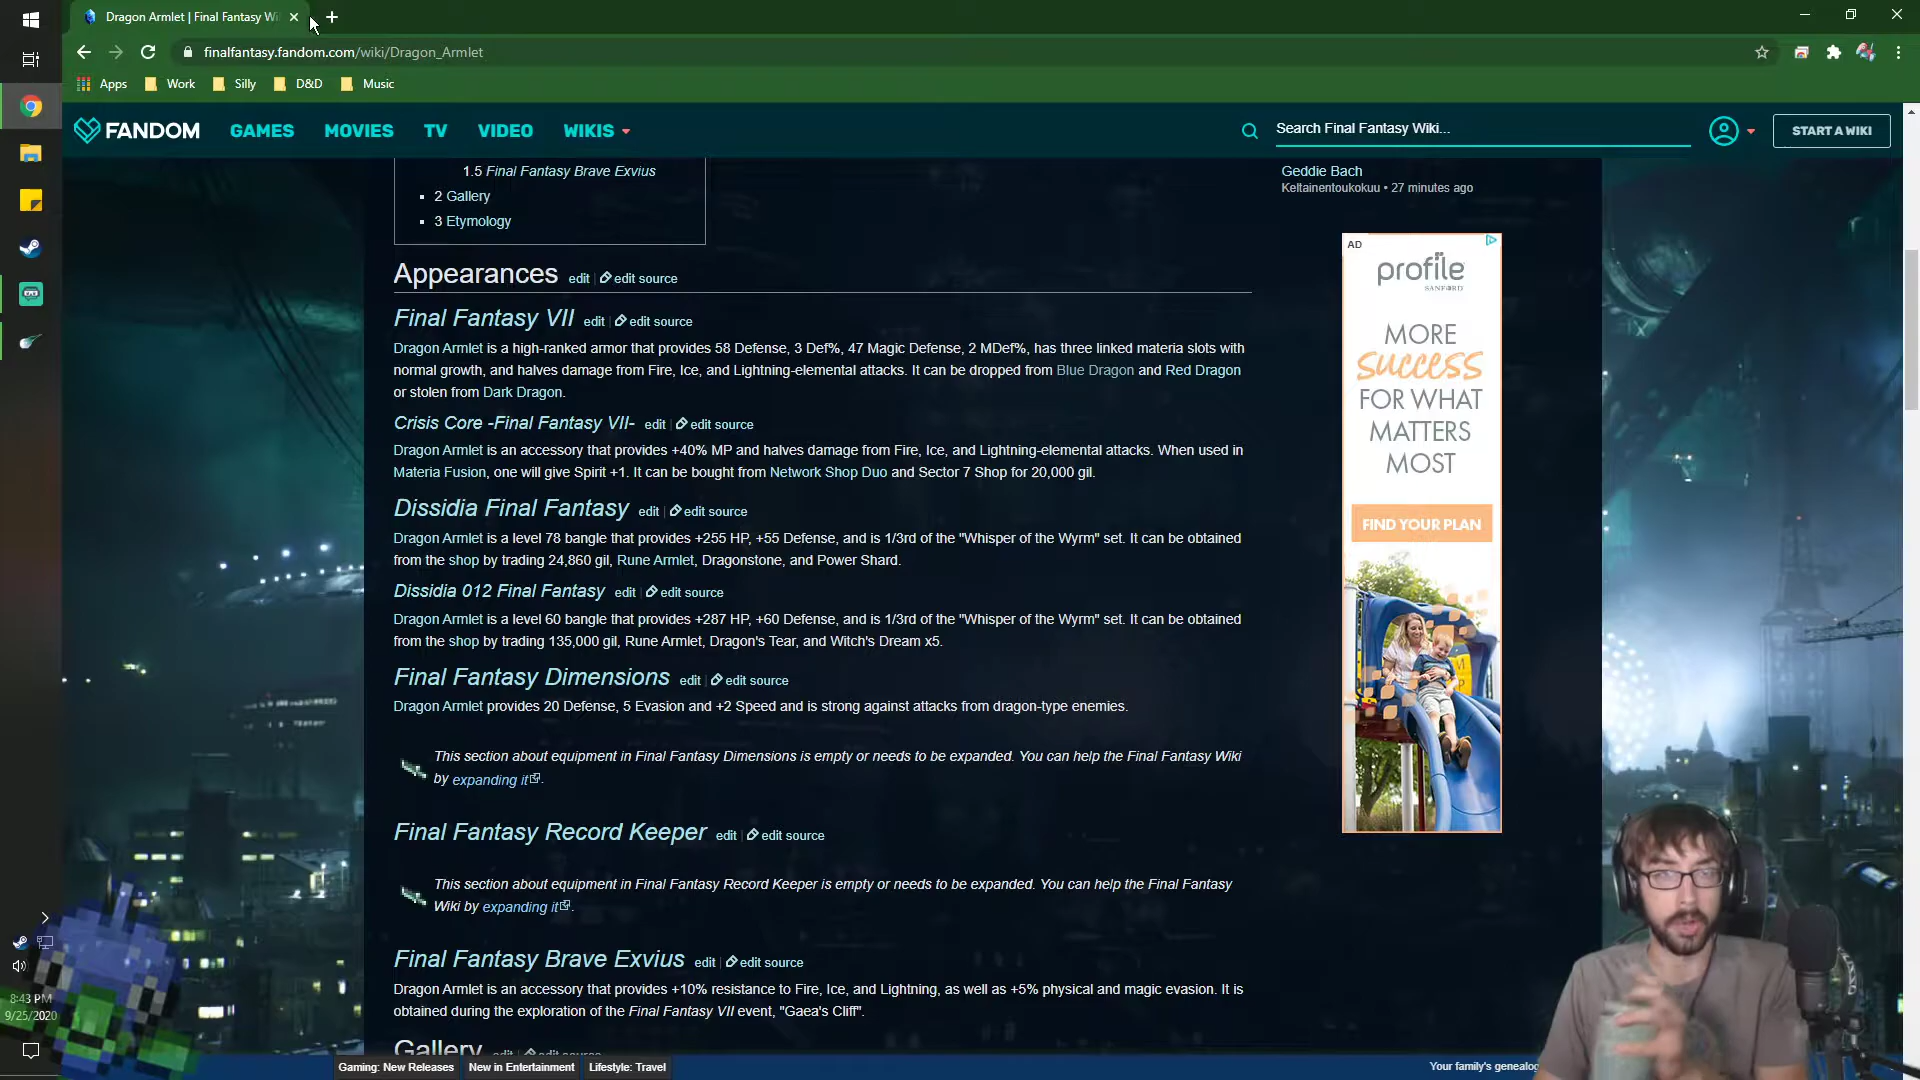 Dragon Armlet | Final Fantasy Wi
finalfantasy.fandom.com/wiki/Dragon_Armlet
Apps Work Silly D&D Music
FANDOM GAMES MOVIES TV VIDEO WIKIS Search Final Fantasy Wiki... START A WIKI
1.5 Final Fantasy Brave Exvius
2 Gallery
3 Etymology
Geddie Bach
Keltainentoukokuu • 27 minutes ago
Appearances edit edit source
Final Fantasy VII edit edit source
Dragon Armlet is a high-ranked armor that provides 58 Defense, 3 Def%, 47 Magic Defense, 2 MDef%, has three linked materia slots with
normal growth, and halves damage from Fire, Ice, and Lightning-elemental attacks. It can be dropped from Blue Dragon and Red Dragon
or stolen from Dark Dragon.
Crisis Core -Final Fantasy VII- edit edit source
Dragon Armlet is an accessory that provides +40% MP and halves damage from Fire, Ice, and Lightning-elemental attacks. When used in
Materia Fusion, one will give Spirit +1. It can be bought from Network Shop Duo and Sector 7 Shop for 20,000 gil.
Dissidia Final Fantasy edit edit source
Dragon Armlet is a level 78 bangle that provides +255 HP, +55 Defense, and is 1/3rd of the "Whisper of the Wyrm" set. It can be obtained
from the shop by trading 24,860 gil, Rune Armlet, Dragonstone, and Power Shard.
Dissidia 012 Final Fantasy edit edit source
Dragon Armlet is a level 60 bangle that provides +287 HP, +60 Defense, and is 1/3rd of the "Whisper of the Wyrm" set. It can be obtained
from the shop by trading 135,000 gil, Rune Armlet, Dragon's Tear, and Witch's Dream x5.
Final Fantasy Dimensions edit edit source
Dragon Armlet provides 20 Defense, 5 Evasion and +2 Speed and is strong against attacks from dragon-type enemies.
This section about equipment in Final Fantasy Dimensions is empty or needs to be expanded. You can help the Final Fantasy Wiki
by expanding it.
Final Fantasy Record Keeper edit edit source
This section about equipment in Final Fantasy Record Keeper is empty or needs to be expanded. You can help the Final Fantasy
Wiki by expanding it.
Final Fantasy Brave Exvius edit edit source
Dragon Armlet is an accessory that provides +10% resistance to Fire, Ice, and Lightning, as well as +5% physical and magic evasion. It is
obtained during the exploration of the Final Fantasy VII event, "Gaea's Cliff".
Gallery edit edit source
AD
profile
SANFORD
MORE
SUCCESS
FOR WHAT
MATTERS
MOST
FIND YOUR PLAN
8:43 PM
9/25/2020
Gaming: New Releases New in Entertainment Lifestyle: Travel Your family's genealog